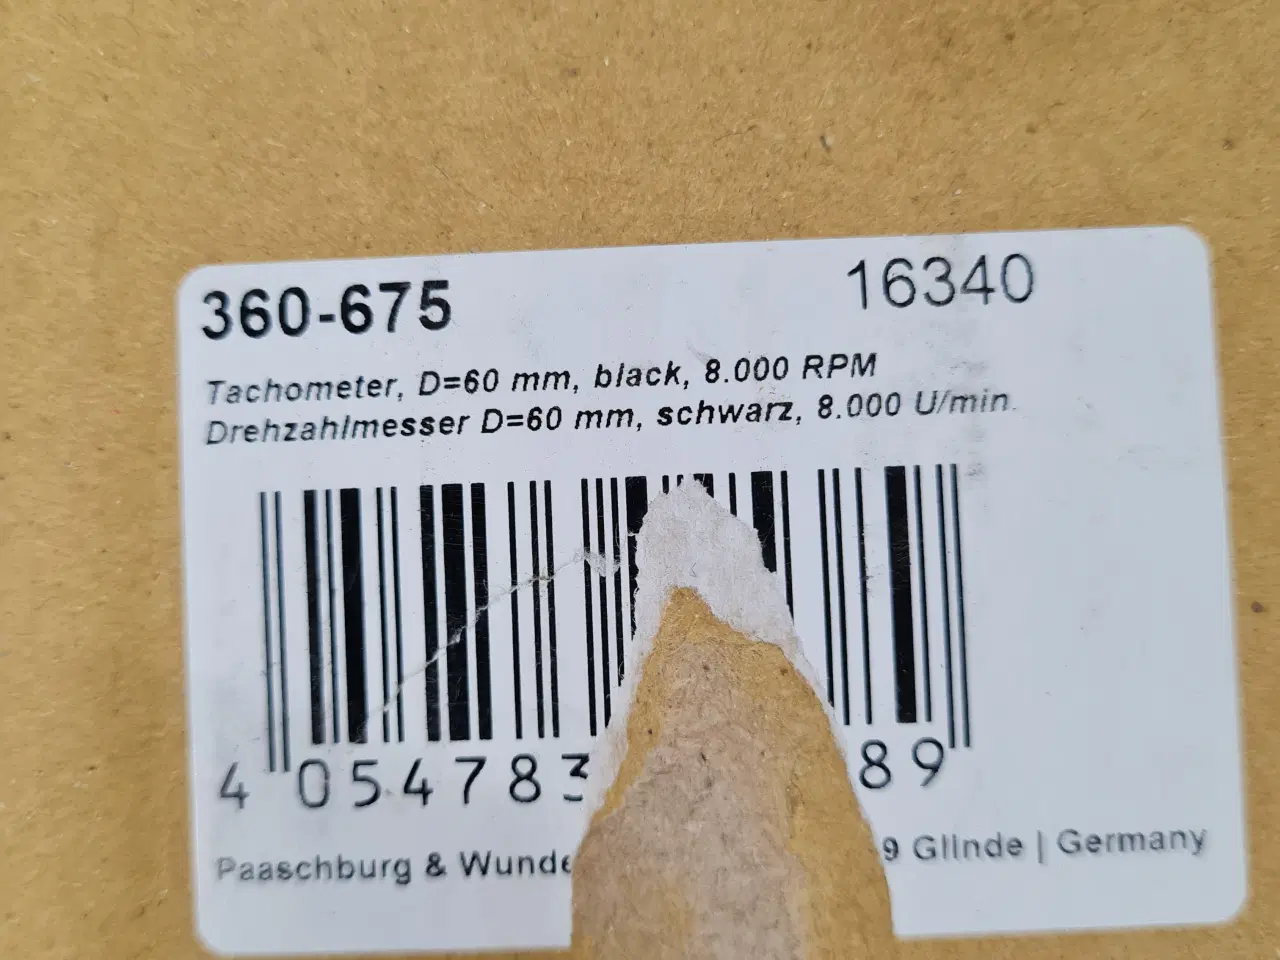 360-675 16340
Tachometer, D=60 mm, black, 8.000 RPM
Drehzahlmesser D=60 mm, schwarz, 8.000 U/min.
4 054783 89
Paaschburg & Wunde 9 Glinde | Germany